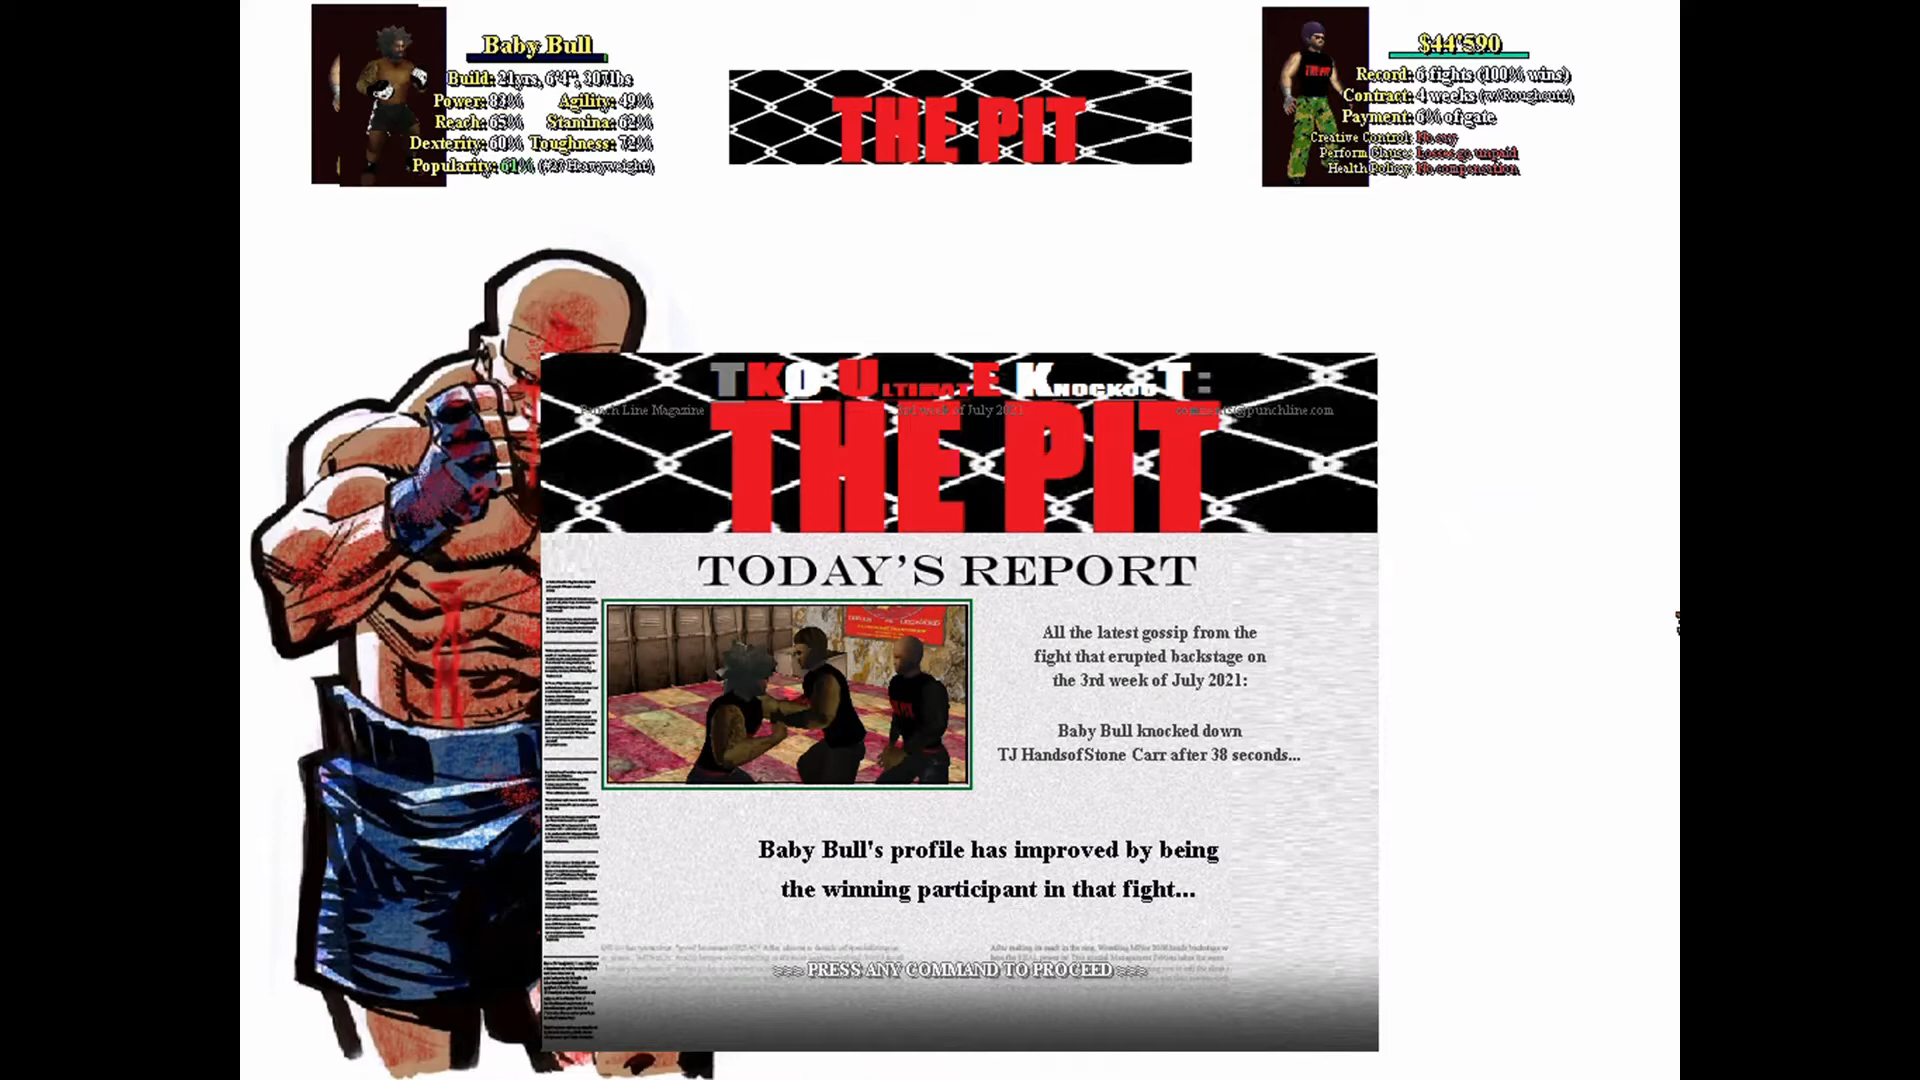 Baby Bull
Build: 21yrs, 6'4", 307lbs
Power: 83% Agility: 49%
Reach: 65% Stamina: 62%
Dexterity: 60% Toughness: 72%
Popularity: 61% (#27 Heavyweight)
THE PIT
$44'590
Record: 6 fights (100% wins)
Contract: 4 weeks (w/Roughcutt)
Payment: 6% of gate
Creative Control: No say
Perform Clause: Losses go unpaid
Health Policy: No compensation
TKO ULTIMATE KNOCKOUT:
Punch Line Magazine
3rd week of July 2021
comments@punchline.com
THE PIT
TODAY'S REPORT
All the latest gossip from the
fight that erupted backstage on
the 3rd week of July 2021:
Baby Bull knocked down
TJ HandsofStone Carr after 38 seconds...
Baby Bull's profile has improved by being
the winning participant in that fight...
PRESS ANY COMMAND TO PROCEED